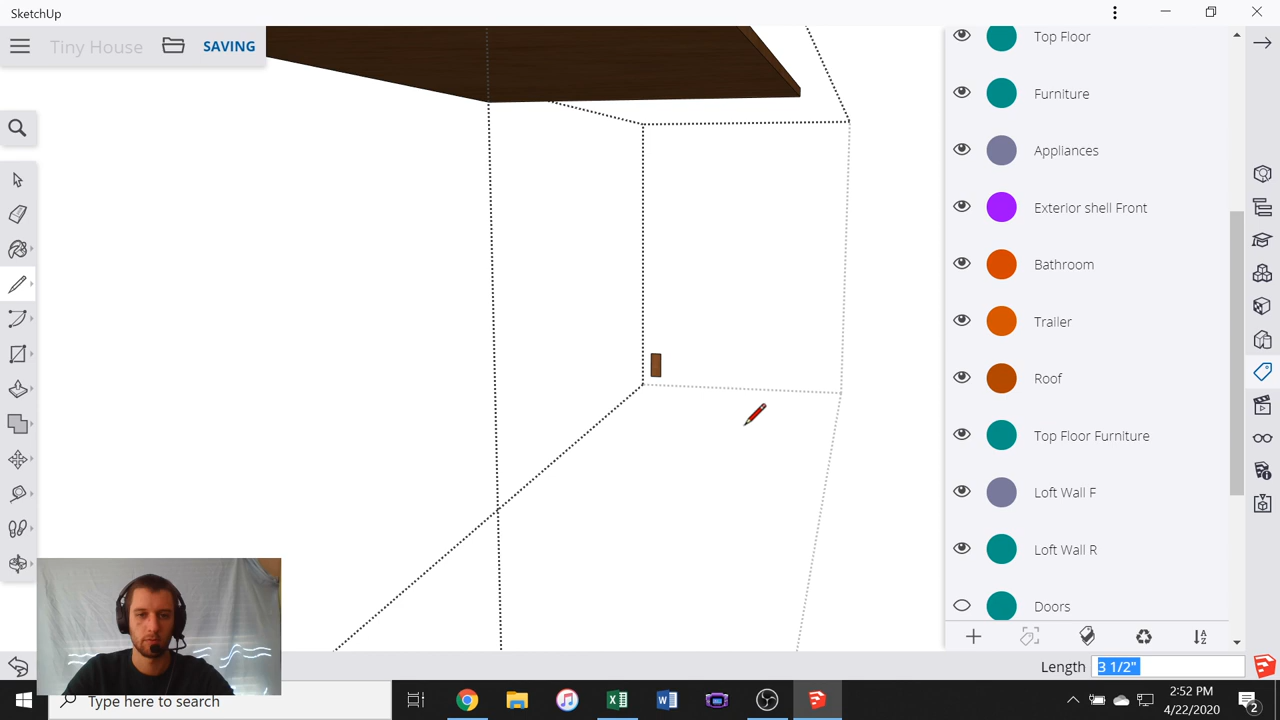 SketchUp
Tiny House
SAVING
Top Floor
Furniture
Appliances
Exterior shell Front
Bathroom
Trailer
Roof
Top Floor Furniture
Loft Wall F
Loft Wall R
Doors
Length 3 1/2"
Type here to search
2:52 PM
4/22/2020
2